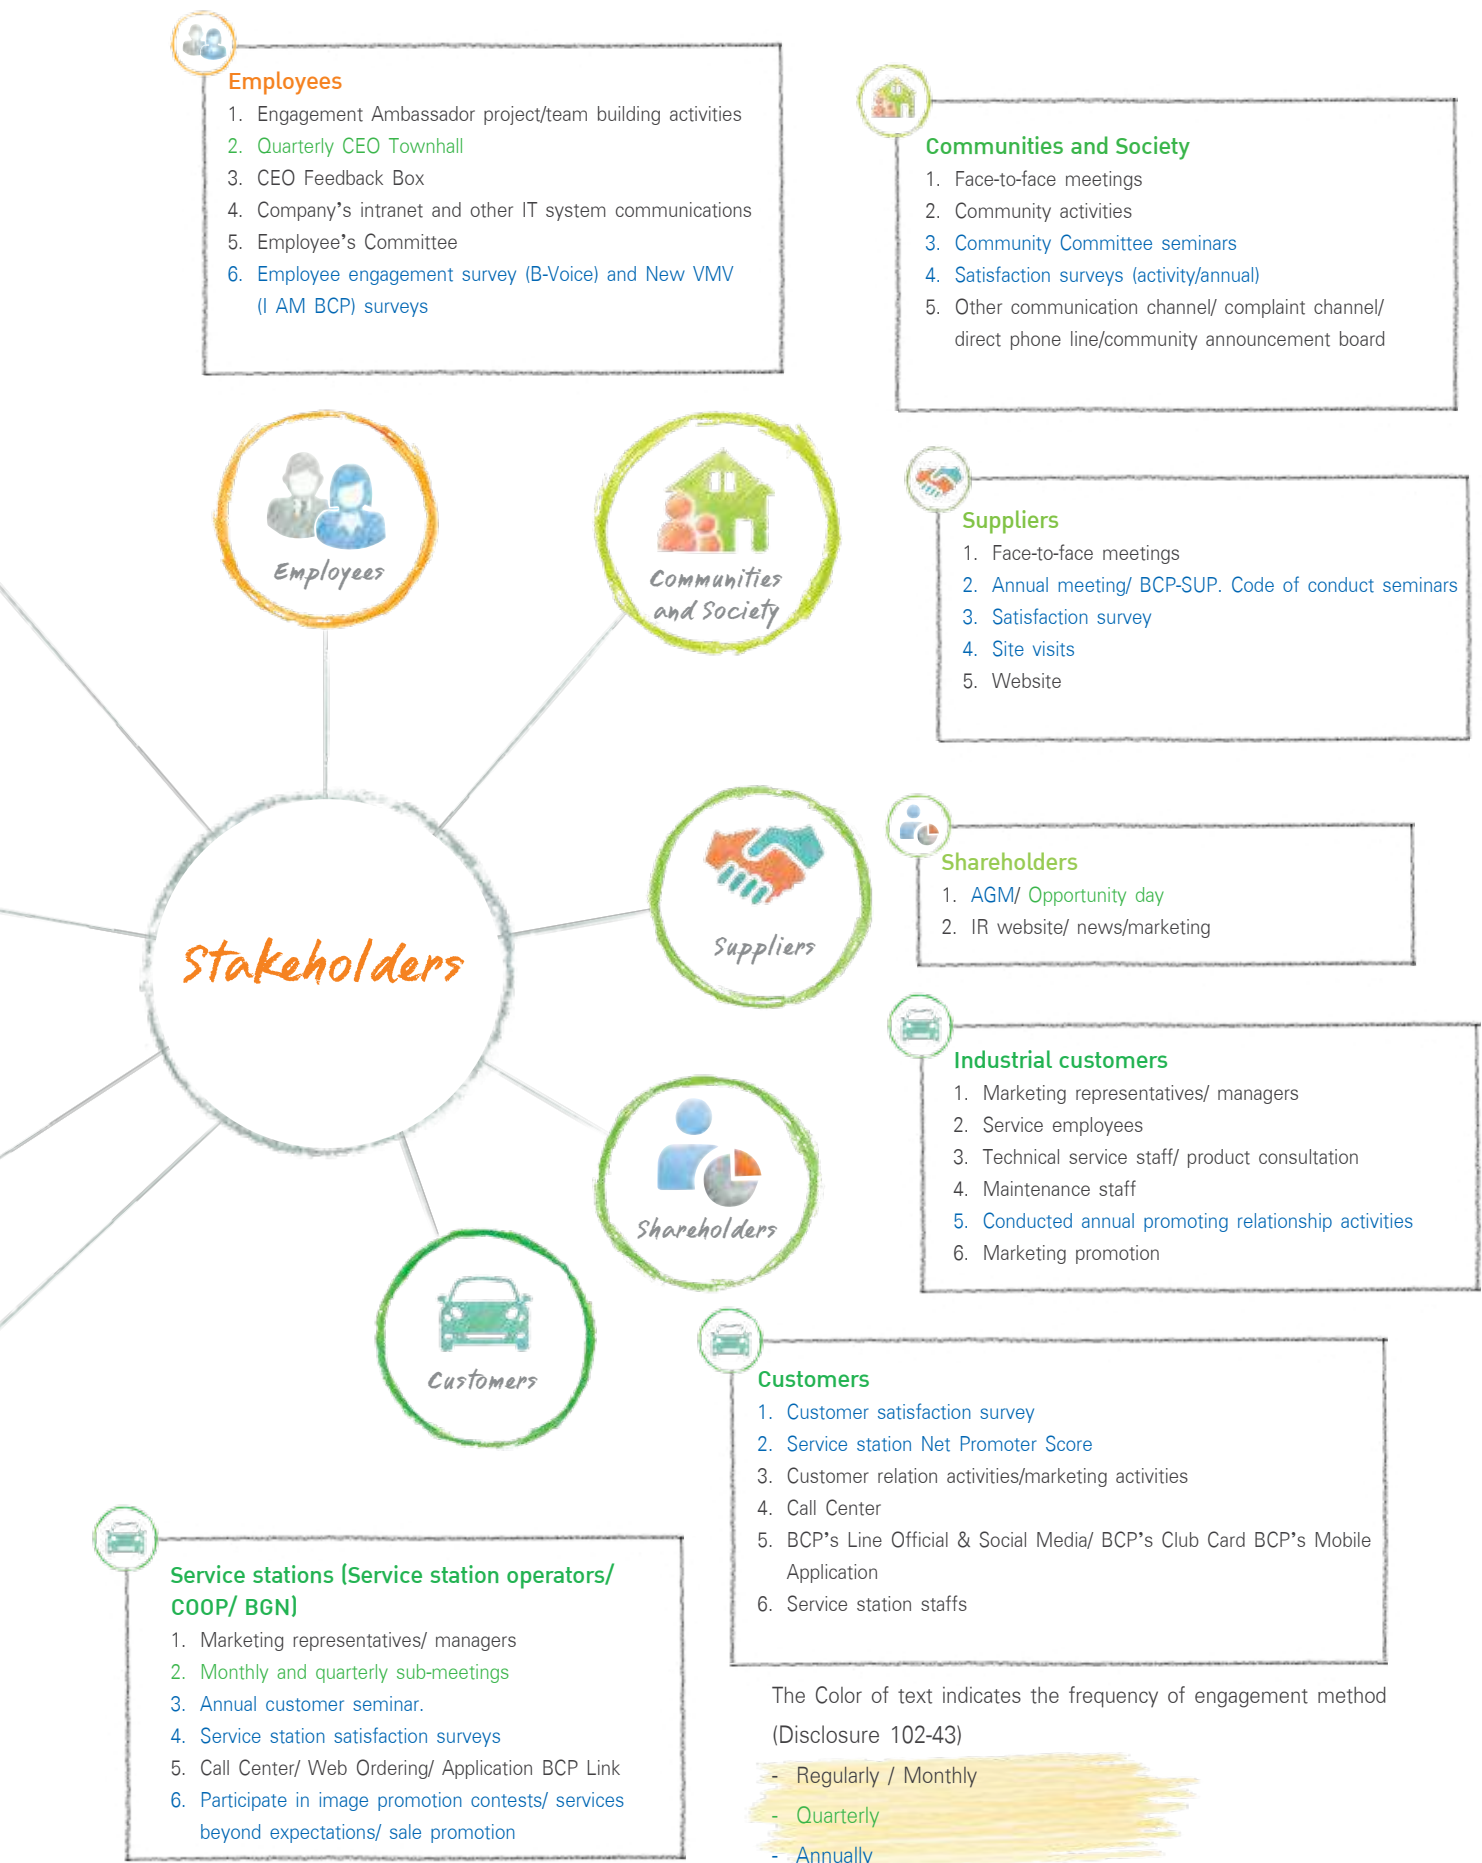 Employees
1. Engagement Ambassador project/team building activities
2. Quarterly CEO Townhall
3. CEO Feedback Box
4. Company's intranet and other IT system communications
5. Employee's Committee
6. Employee engagement survey (B-Voice) and New VMV
(I AM BCP) surveys
Communities and Society
1. Face-to-face meetings
2. Community activities
3. Community Committee seminars
4. Satisfaction surveys (activity/annual)
5. Other communication channel/ complaint channel/
direct phone line/community announcement board
Employees
Communities
and Society
Suppliers
1. Face-to-face meetings
2. Annual meeting/ BCP-SUP. Code of conduct seminars
3. Satisfaction survey
4. Site visits
5. Website
Stakeholders
Suppliers
Shareholders
1. AGM/ Opportunity day
2. IR website/ news/marketing
Industrial customers
1. Marketing representatives/ managers
2. Service employees
3. Technical service staff/ product consultation
4. Maintenance staff
5. Conducted annual promoting relationship activities
6. Marketing promotion
Shareholders
Customers
Customers
1. Customer satisfaction survey
2. Service station Net Promoter Score
3. Customer relation activities/marketing activities
4. Call Center
5. BCP's Line Official & Social Media/ BCP's Club Card BCP's Mobile
Application
6. Service station staffs
Service stations (Service station operators/
COOP/ BGN)
1. Marketing representatives/ managers
2. Monthly and quarterly sub-meetings
3. Annual customer seminar.
4. Service station satisfaction surveys
5. Call Center/ Web Ordering/ Application BCP Link
6. Participate in image promotion contests/ services
beyond expectations/ sale promotion
The Color of text indicates the frequency of engagement method
(Disclosure 102-43)
- Regularly / Monthly
- Quarterly
- Annually